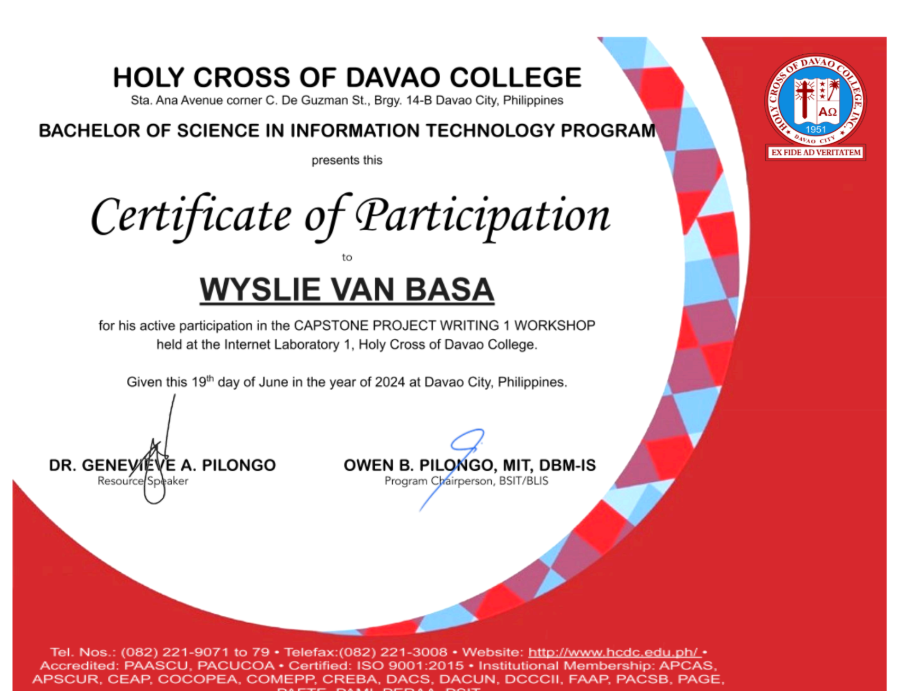 HOLY CROSS OF DAVAO COLLEGE
Sta. Ana Avenue corner C. De Guzman St., Brgy. 14-B Davao City, Philippines
BACHELOR OF SCIENCE IN INFORMATION TECHNOLOGY PROGRAM
presents this
Certificate of Participation
to
WYSLIE VAN BASA
for his active participation in the CAPSTONE PROJECT WRITING 1 WORKSHOP
held at the Internet Laboratory 1, Holy Cross of Davao College.
Given this 19th day of June in the year of 2024 at Davao City, Philippines.
DR. GENEVIEVE A. PILONGO
Resource Speaker
OWEN B. PILONGO, MIT, DBM-IS
Program Chairperson, BSIT/BLIS
HOLY CROSS OF DAVAO COLLEGE, INC.
ΑΩ
1951
DAVAO CITY
EX FIDE AD VERITATEM
Tel. Nos.: (082) 221-9071 to 79 • Telefax:(082) 221-3008 • Website: http://www.hcdc.edu.ph/ •
Accredited: PAASCU, PACUCOA • Certified: ISO 9001:2015 • Institutional Membership: APCAS,
APSCUR, CEAP, COCOPEA, COMEPP, CREBA, DACS, DACUN, DCCCII, FAAP, PACSB, PAGE,